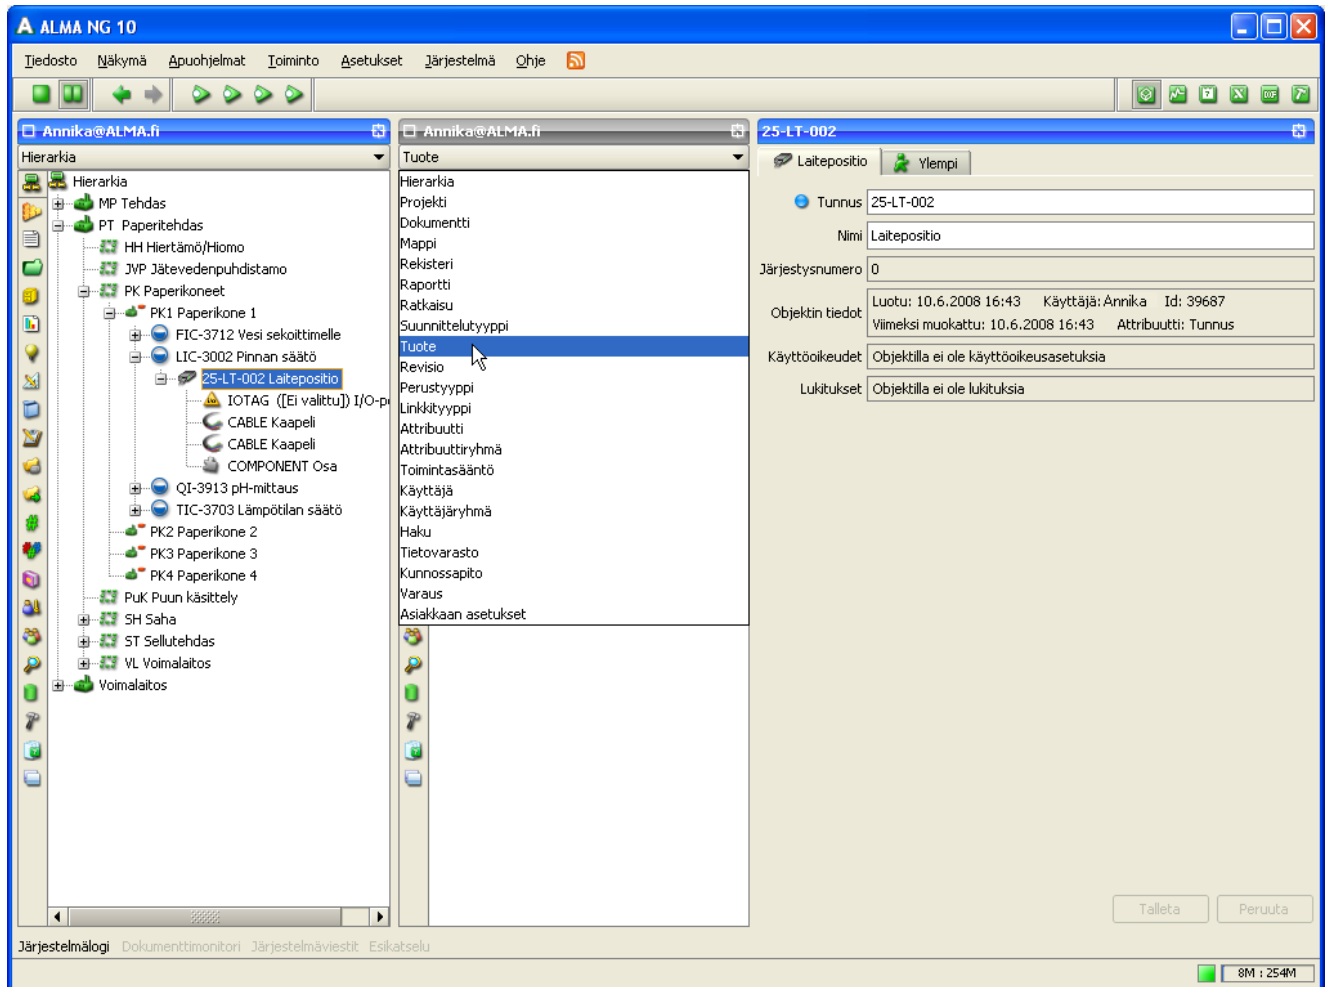 ALMA NG 10
Tiedosto Näkymä Apuohjelmat Toiminto Asetukset Järjestelmä Ohje
Annika@ALMA.fi
Hierarkia
Hierarkia
MP Tehdas
PT Paperitehdas
HH Hiertämö/Hiomo
JVP Jätevedenpuhdistamo
PK Paperikoneet
PK1 Paperikone 1
FIC-3712 Vesi sekoittimelle
LIC-3002 Pinnan säätö
25-LT-002 Laitepositio
IOTAG ([Ei valittu]) I/O-p
CABLE Kaapeli
CABLE Kaapeli
COMPONENT Osa
QI-3913 pH-mittaus
TIC-3703 Lämpötilan säätö
PK2 Paperikone 2
PK3 Paperikone 3
PK4 Paperikone 4
PuK Puun käsittely
SH Saha
ST Sellutehdas
VL Voimalaitos
Voimalaitos
Annika@ALMA.fi
Tuote
Hierarkia
Projekti
Dokumentti
Mappi
Rekisteri
Raportti
Ratkaisu
Suunnittelutyyppi
Tuote
Revisio
Perustyyppi
Linkkityyppi
Attribuutti
Attribuuttiryhmä
Toimintasääntö
Käyttäjä
Käyttäjäryhmä
Haku
Tietovarasto
Kunnossapito
Varaus
Asiakkaan asetukset
25-LT-002
Laitepositio Ylempi
Tunnus 25-LT-002
Nimi Laitepositio
Järjestysnumero 0
Objektin tiedot Luotu: 10.6.2008 16:43 Käyttäjä: Annika Id: 39687
Viimeksi muokattu: 10.6.2008 16:43 Attribuutti: Tunnus
Käyttöoikeudet Objektilla ei ole käyttöoikeusasetuksia
Lukitukset Objektilla ei ole lukituksia
Talleta Peruuta
Järjestelmälogi Dokumenttimonitori Järjestelmäviestit Esikatselu
8M : 254M